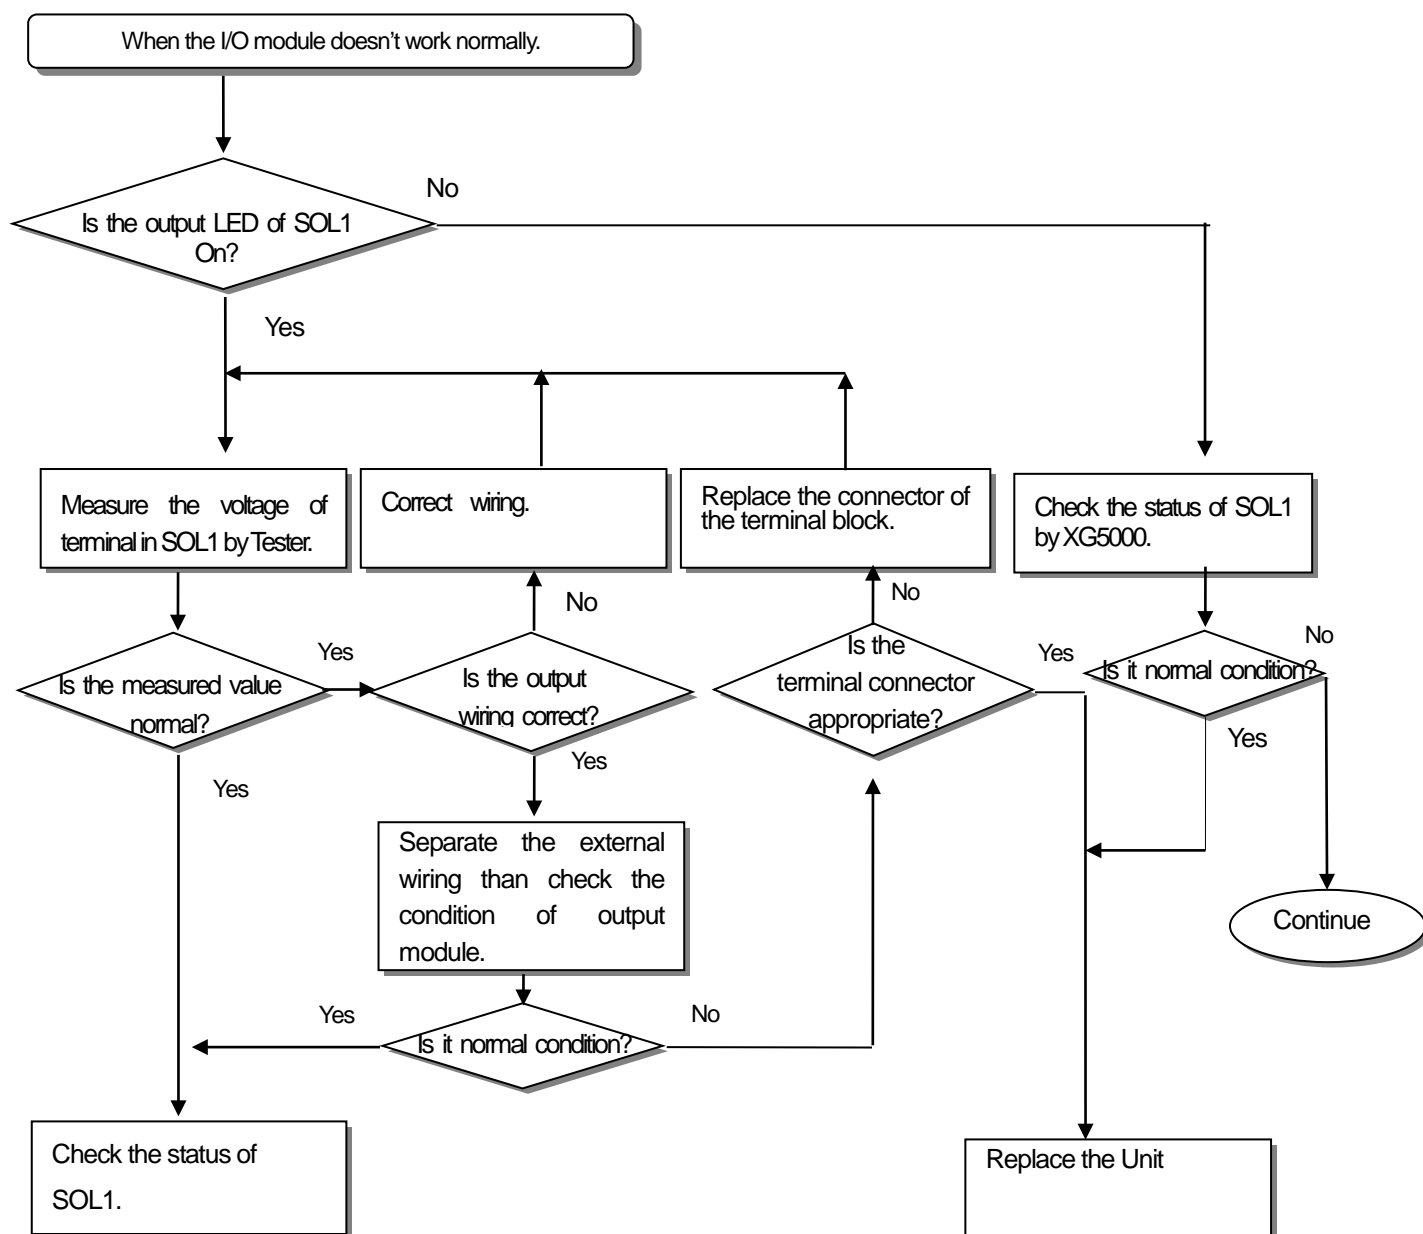 When the I/O module doesn't work normally.
No
Is the output LED of SOL1
On?
Yes
Measure the voltage of
terminal in SOL1 by Tester.
Correct wiring.
Replace the connector of
the terminal block.
Check the status of SOL1
by XG5000.
No
No
Is the measured value
normal?
Yes
Is the output
wiring correct?
Is the
terminal connector
appropriate?
Yes
Is it normal condition?
No
Yes
Yes
Yes
Separate the external
wiring than check the
condition of output
module.
Continue
Yes
Is it normal condition?
No
Check the status of
SOL1.
Replace the Unit